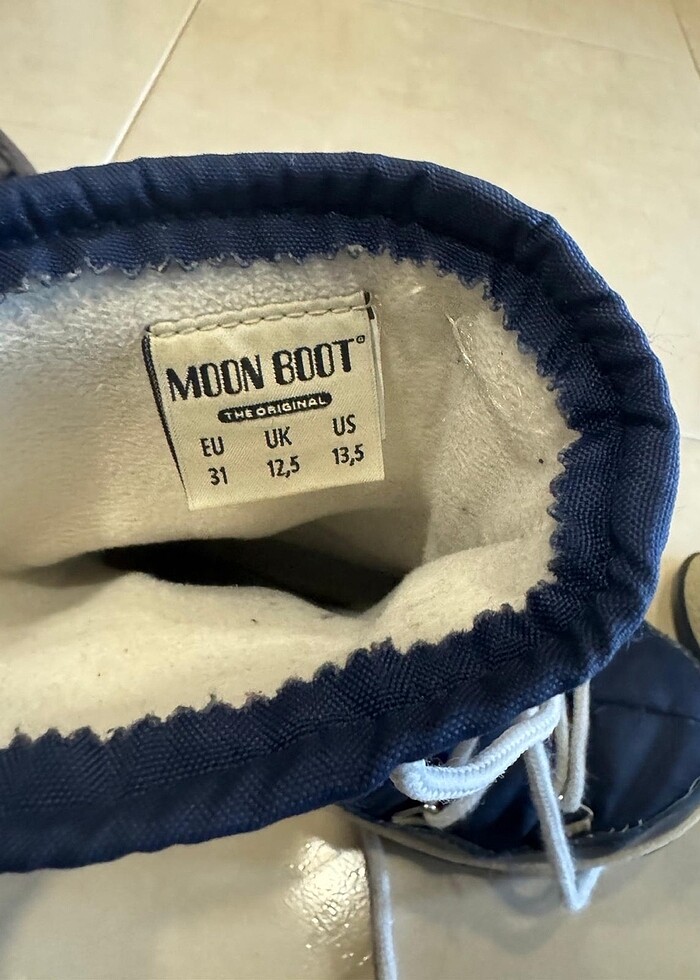 MOON BOOT®
THE ORIGINAL
EU UK US
31 12,5 13,5